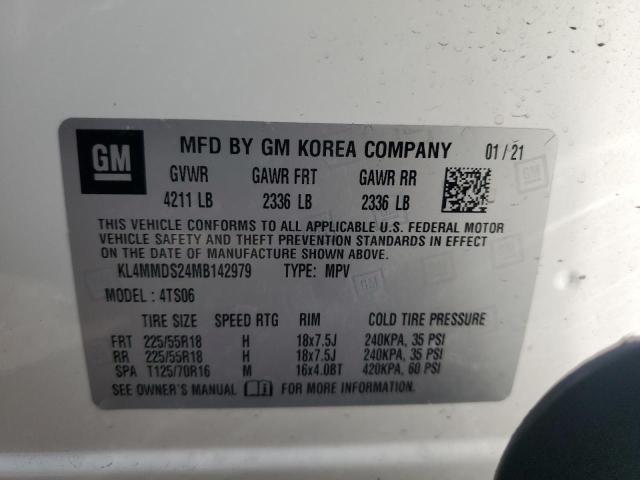 GM
MFD BY GM KOREA COMPANY 01 / 21
GVWR GAWR FRT GAWR RR
4211 LB 2336 LB 2336 LB
THIS VEHICLE CONFORMS TO ALL APPLICABLE U.S. FEDERAL MOTOR
VEHICLE SAFETY AND THEFT PREVENTION STANDARDS IN EFFECT
ON THE DATE OF MANUFACTURE SHOWN ABOVE.
KL4MMDS24MB142979 TYPE: MPV
MODEL : 4TS06
TIRE SIZE SPEED RTG RIM COLD TIRE PRESSURE
FRT 225/55R18 H 18x7.5J 240KPA, 35 PSI
RR 225/55R18 H 18x7.5J 240KPA, 35 PSI
SPA T125/70R16 M 16x4.0BT 420KPA, 60 PSI
SEE OWNER'S MANUAL FOR MORE INFORMATION